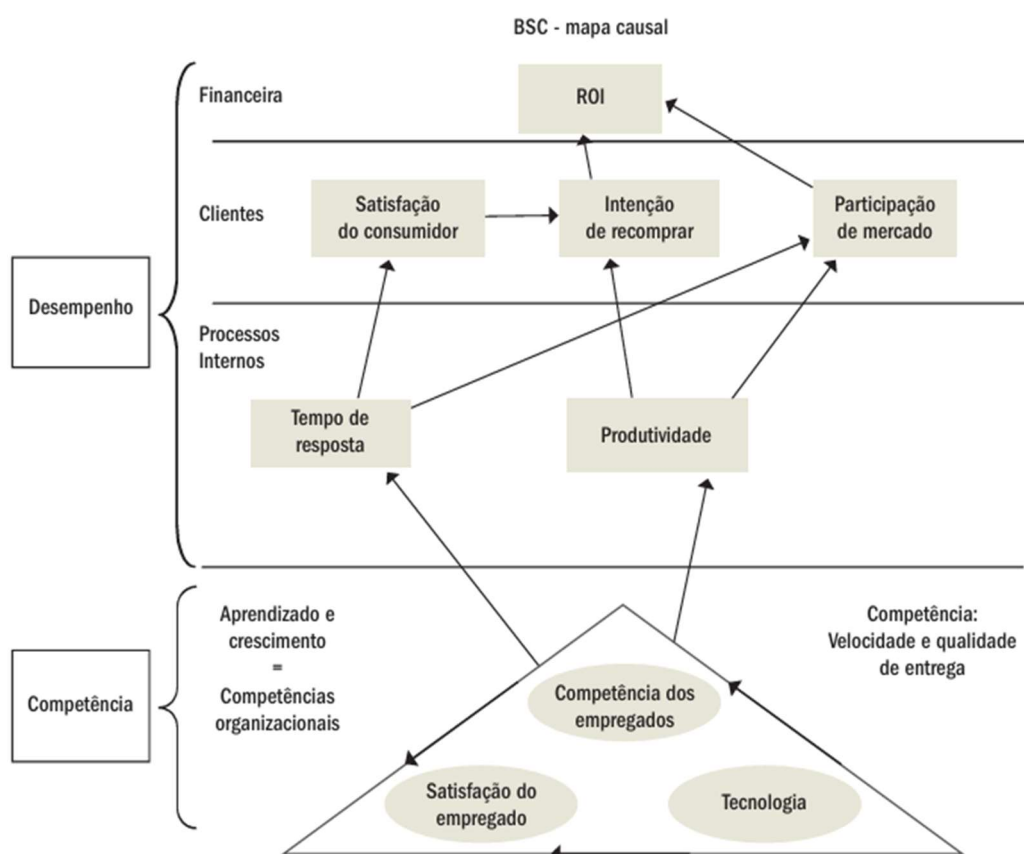 BSC - mapa causal
Financeira
ROI
Clientes
Satisfação
do consumidor
Intenção
de recomprar
Participação
de mercado
Desempenho
Processos
Internos
Tempo de
resposta
Produtividade
Aprendizado e
crescimento
=
Competências
organizacionais
Competência:
Velocidade e qualidade
de entrega
Competência
Competência dos
empregados
Satisfação do
empregado
Tecnologia